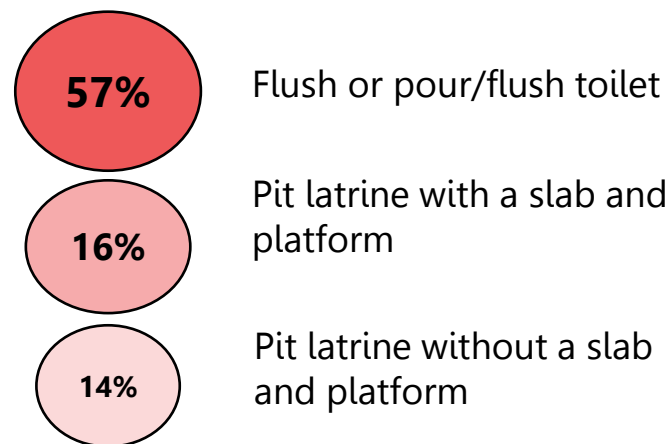 57%
Flush or pour/flush toilet
16%
Pit latrine with a slab and
platform
14%
Pit latrine without a slab
and platform